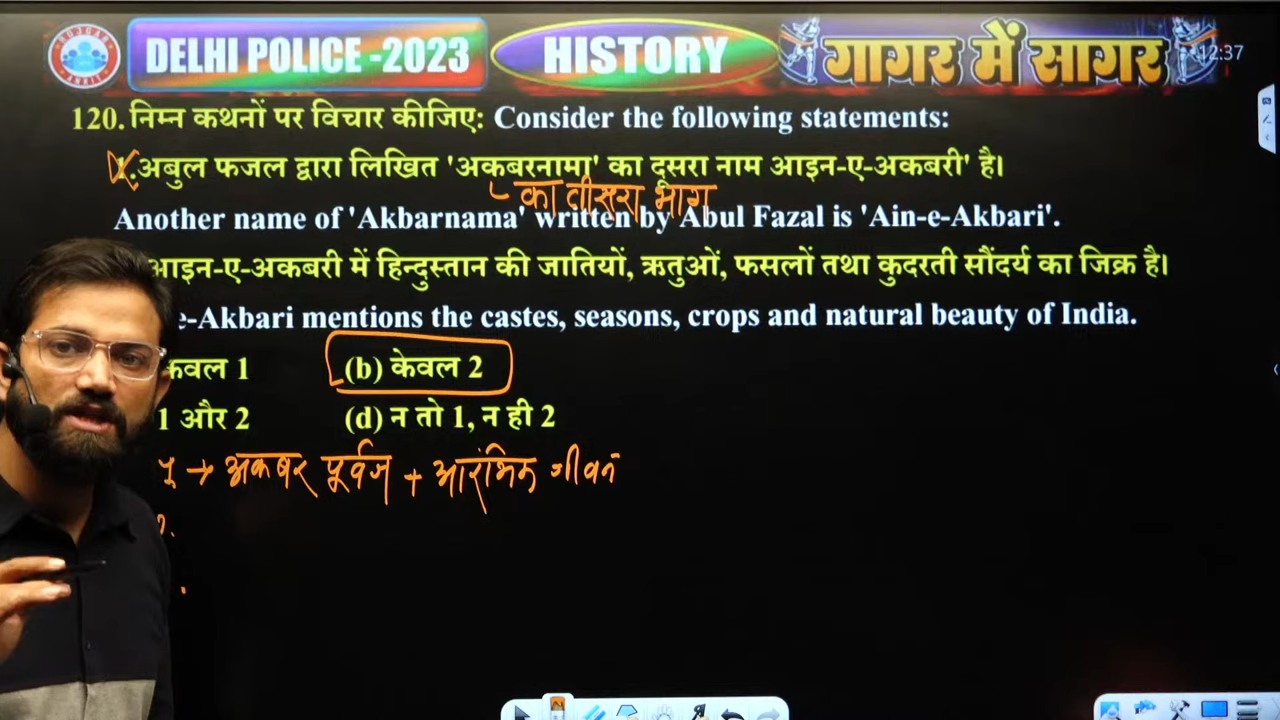 ROJGAR
ANKIT
DELHI POLICE -2023
HISTORY
गागर में सागर
12:37
120. निम्न कथनों पर विचार कीजिए: Consider the following statements:
1.अबुल फजल द्वारा लिखित 'अकबरनामा' का दूसरा नाम आइन-ए-अकबरी' है।
का तीसरा भाग
Another name of 'Akbarnama' written by Abul Fazal is 'Ain-e-Akbari'.
आइन-ए-अकबरी में हिन्दुस्तान की जातियों, ऋतुओं, फसलों तथा कुदरती सौंदर्य का जिक्र है।
e-Akbari mentions the castes, seasons, crops and natural beauty of India.
केवल 1 (b) केवल 2
1 और 2 (d) न तो 1, न ही 2
→ अकबर पूर्वज + आरंभिक जीवन
2.